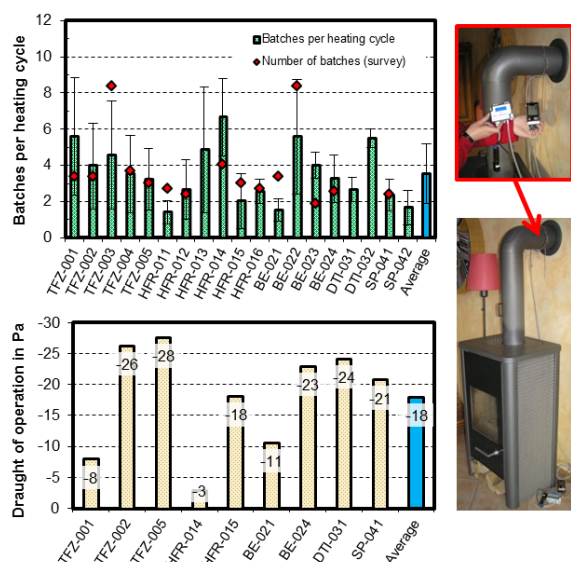 Batches per heating cycle
12
10
8
6
4
2
0
Batches per heating cycle
Number of batches (survey)
TFZ-001
TFZ-002
TFZ-003
TFZ-004
TFZ-005
HFR-011
HFR-012
HFR-013
HFR-014
HFR-015
HFR-016
BE-021
BE-022
BE-023
BE-024
DTI-031
DTI-032
SP-041
SP-042
Average
Draught of operation in Pa
-30
-25
-20
-15
-10
-5
0
-8
-26
-28
-3
-18
-11
-23
-24
-21
-18
TFZ-001
TFZ-002
TFZ-005
HFR-014
HFR-015
BE-021
BE-024
DTI-031
SP-041
Average